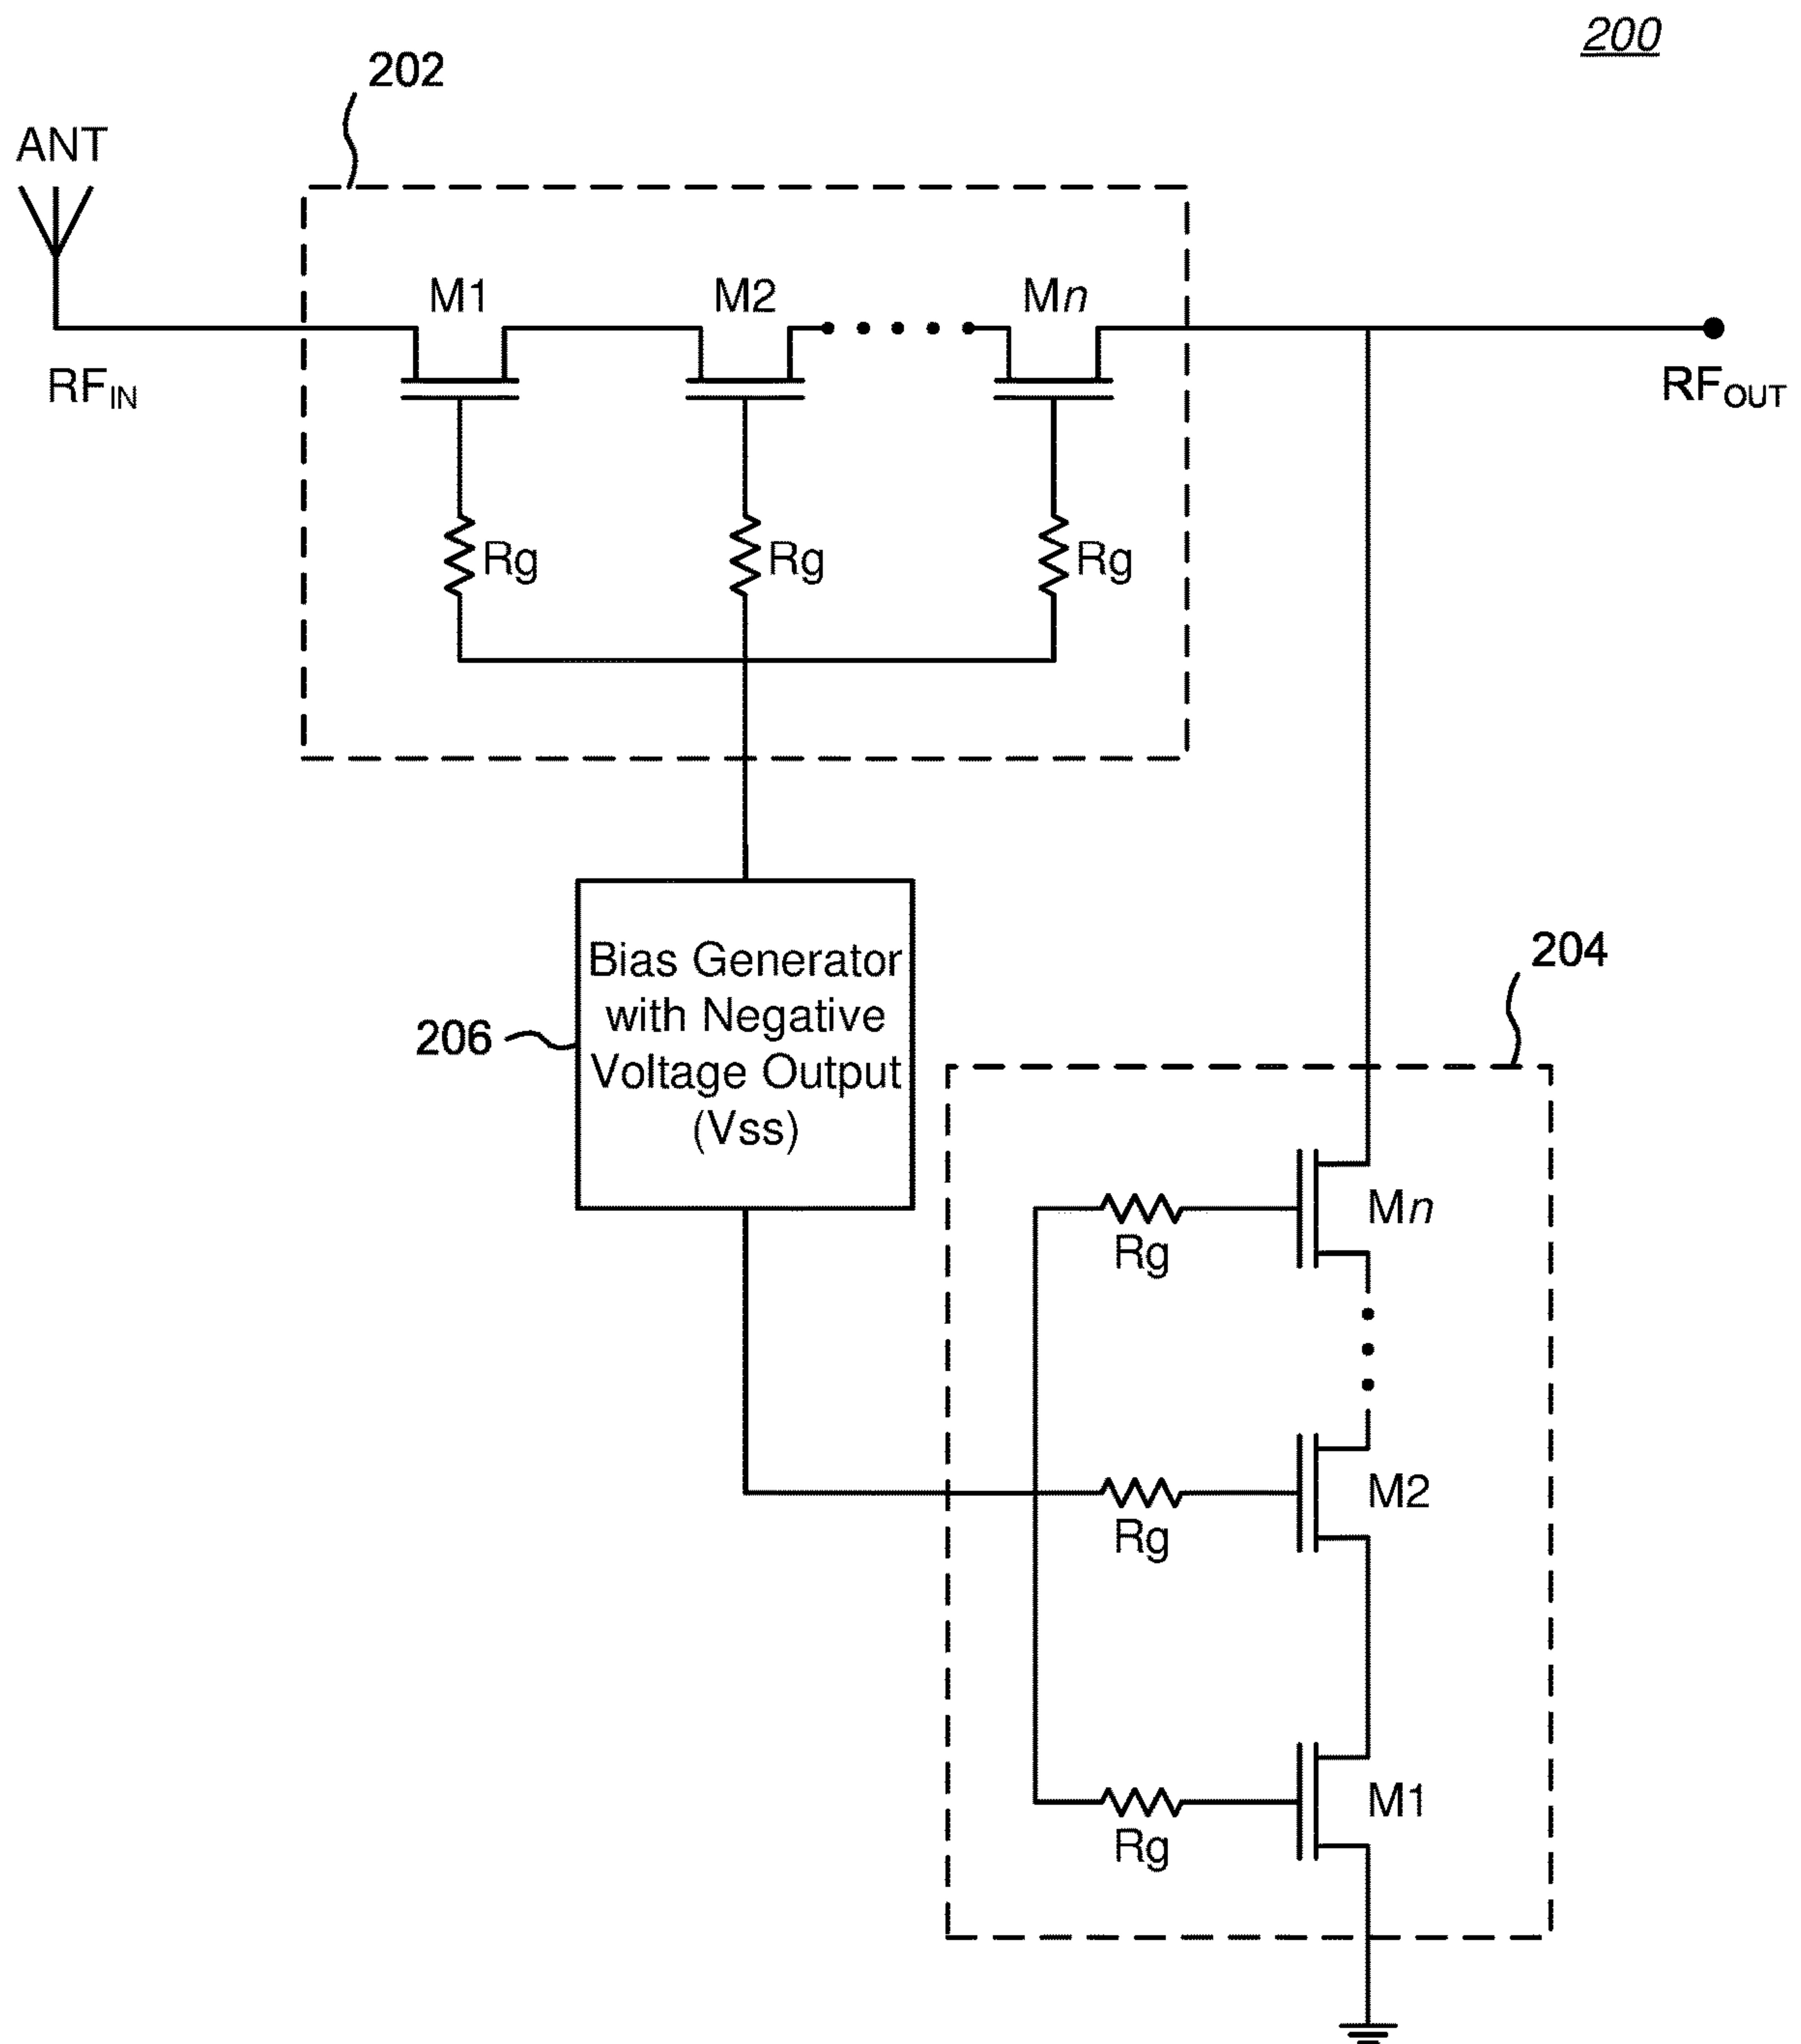 200
202
ANT
M1 M2 Mn
RFIN
RFOUT
Rg Rg Rg
204
Bias Generator
with Negative
Voltage Output
(Vss)
206
Mn
Rg
M2
Rg
M1
Rg